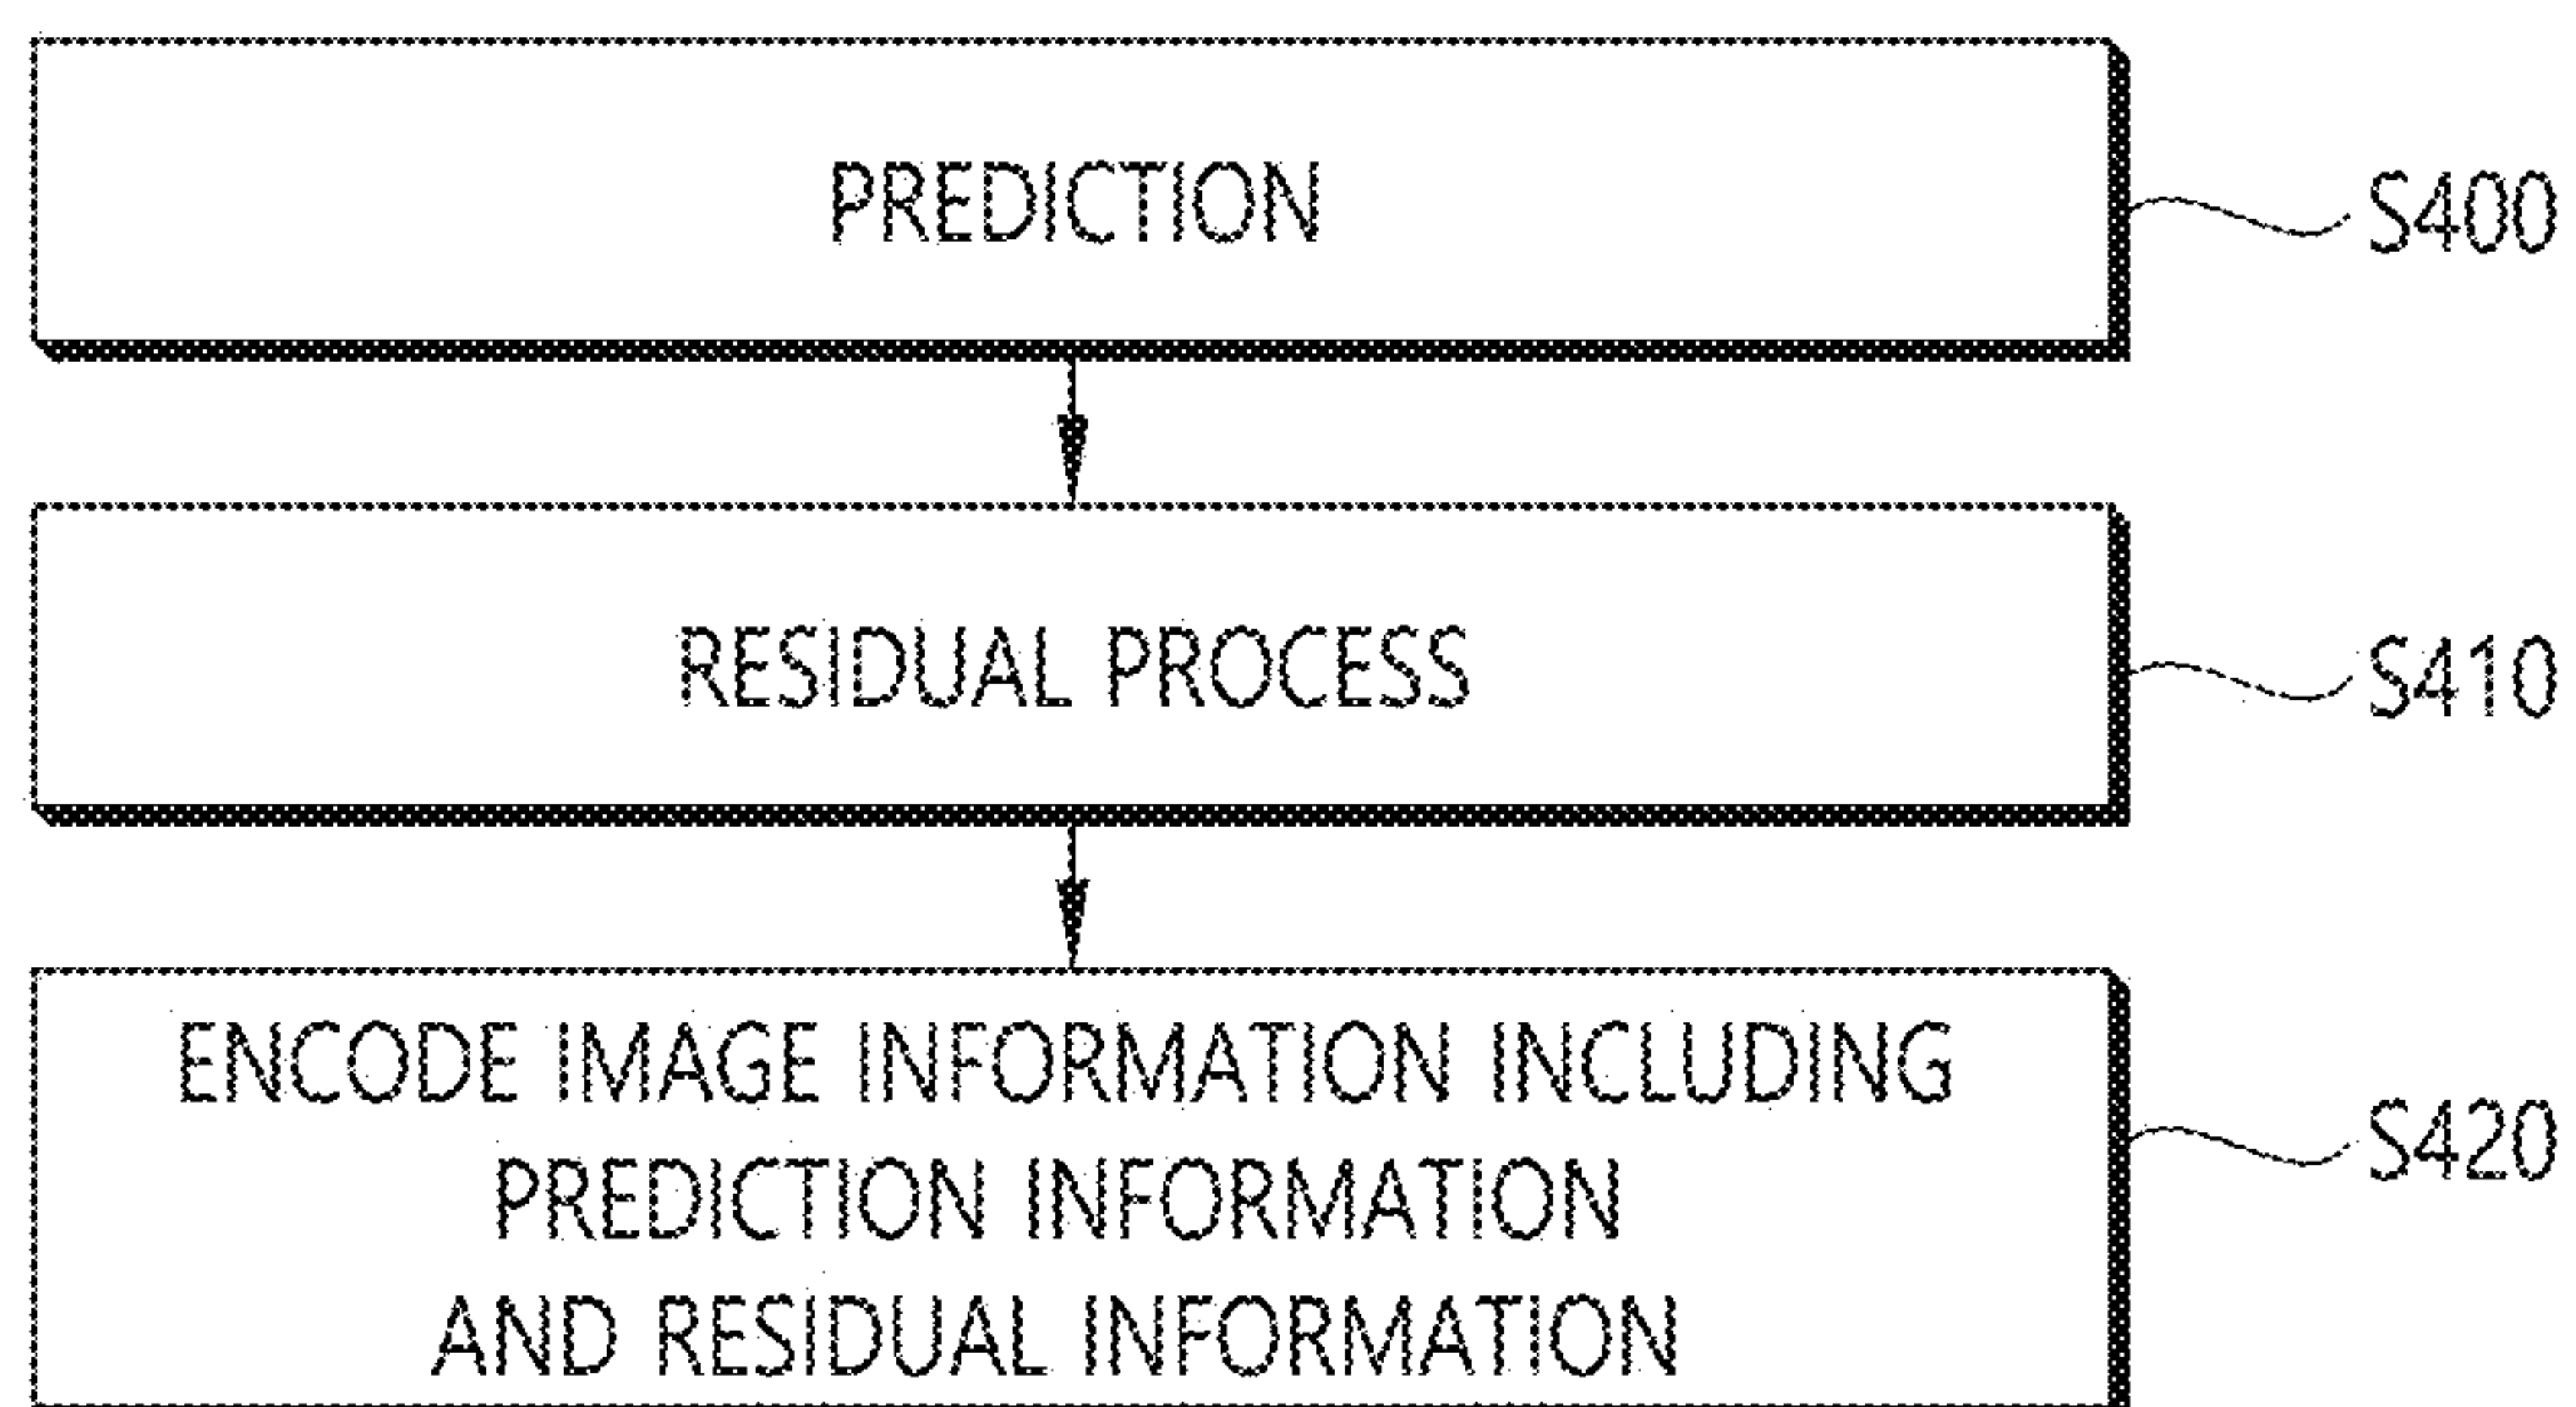 PREDICTION
S400
RESIDUAL PROCESS
S410
ENCODE IMAGE INFORMATION INCLUDING
PREDICTION INFORMATION
AND RESIDUAL INFORMATION
S420